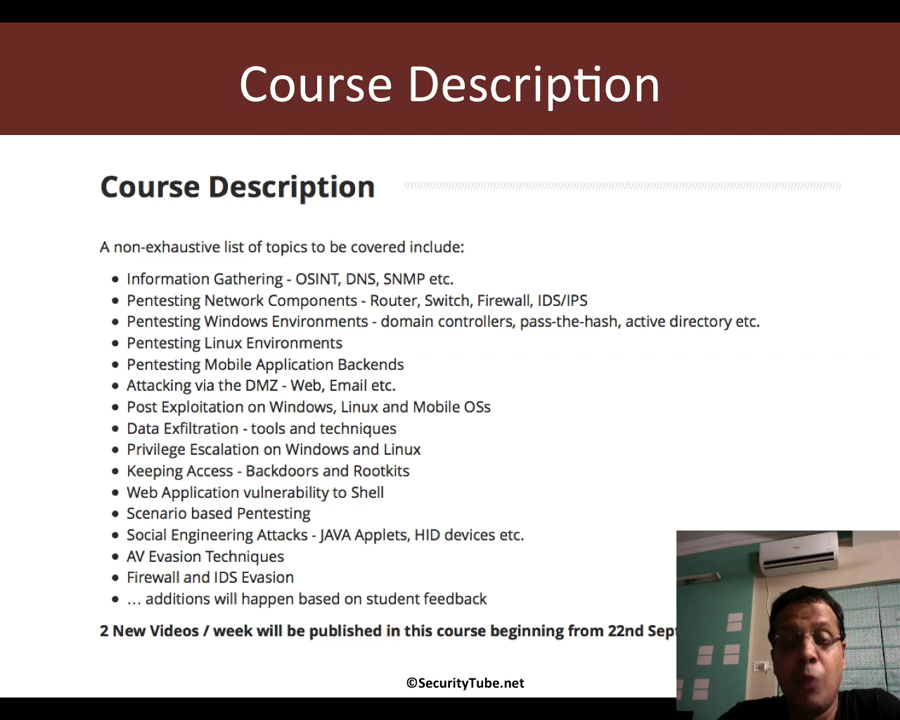 Course Description
Course Description
A non-exhaustive list of topics to be covered include:
• Information Gathering - OSINT, DNS, SNMP etc.
• Pentesting Network Components - Router, Switch, Firewall, IDS/IPS
• Pentesting Windows Environments - domain controllers, pass-the-hash, active directory etc.
• Pentesting Linux Environments
• Pentesting Mobile Application Backends
• Attacking via the DMZ - Web, Email etc.
• Post Exploitation on Windows, Linux and Mobile OSs
• Data Exfiltration - tools and techniques
• Privilege Escalation on Windows and Linux
• Keeping Access - Backdoors and Rootkits
• Web Application vulnerability to Shell
• Scenario based Pentesting
• Social Engineering Attacks - JAVA Applets, HID devices etc.
• AV Evasion Techniques
• Firewall and IDS Evasion
• … additions will happen based on student feedback
2 New Videos / week will be published in this course beginning from 22nd Sept
©SecurityTube.net